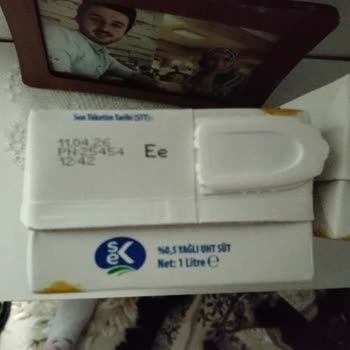 Son Tüketim Tarihi (STT):
11.04.26
PN:25454
12:42
Ee
sek
%0,5 YAĞLI UHT SÜT
Net: 1 Litre ℮